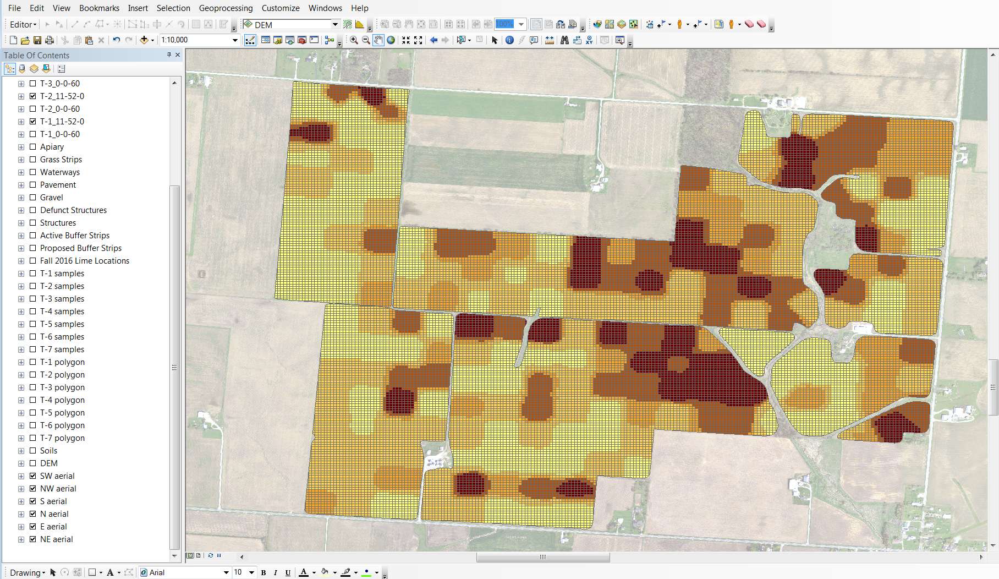 File Edit View Bookmarks Insert Selection Geoprocessing Customize Windows Help
Editor DEM 100%
1:10,000
Table Of Contents
T-3_0-0-60
T-2_11-52-0
T-2_0-0-60
T-1_11-52-0
T-1_0-0-60
Apiary
Grass Strips
Waterways
Pavement
Gravel
Defunct Structures
Structures
Active Buffer Strips
Proposed Buffer Strips
Fall 2016 Lime Locations
T-1 samples
T-2 samples
T-3 samples
T-4 samples
T-5 samples
T-6 samples
T-7 samples
T-1 polygon
T-2 polygon
T-3 polygon
T-4 polygon
T-5 polygon
T-6 polygon
T-7 polygon
Soils
DEM
SW aerial
NW aerial
S aerial
N aerial
E aerial
NE aerial
Drawing A Arial 10 B I U A